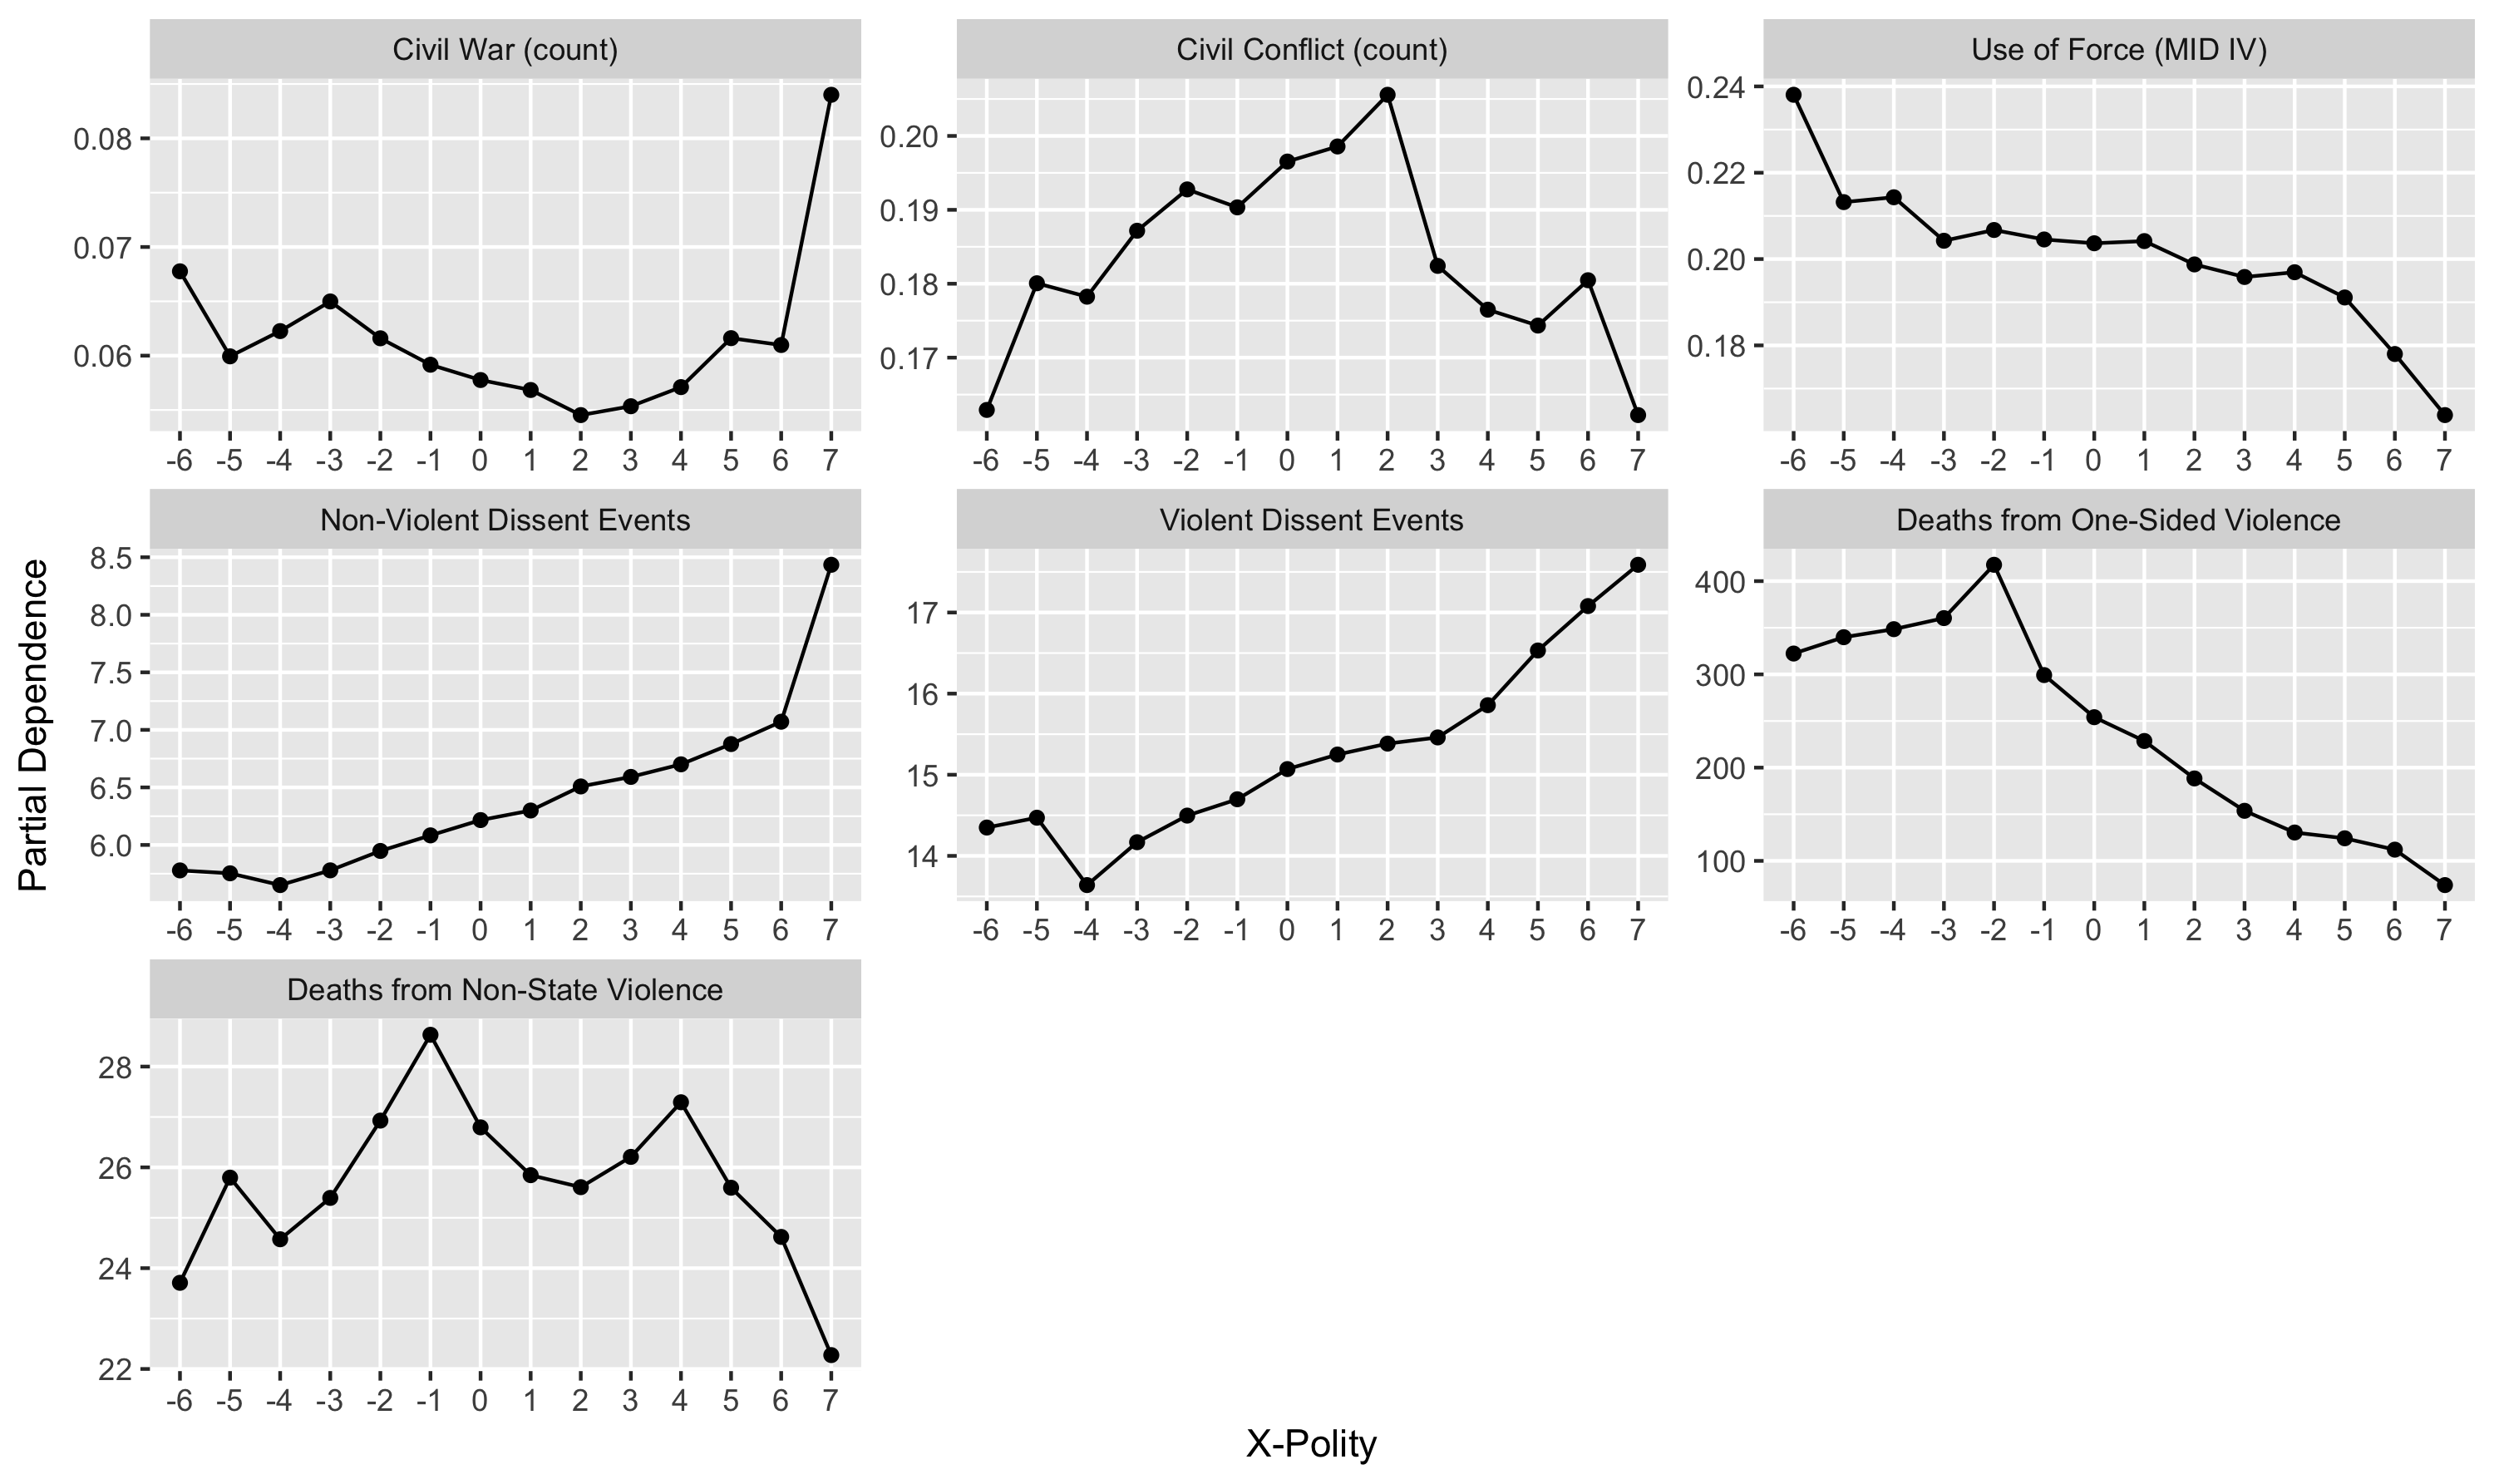 Civil War (count)
Civil Conflict (count)
Use of Force (MID IV)
0.08
0.07
0.06
-6 -5 -4 -3 -2 -1 0 1 2 3 4 5 6 7
0.20
0.19
0.18
0.17
-6 -5 -4 -3 -2 -1 0 1 2 3 4 5 6 7
0.24
0.22
0.20
0.18
-6 -5 -4 -3 -2 -1 0 1 2 3 4 5 6 7
Non-Violent Dissent Events
Violent Dissent Events
Deaths from One-Sided Violence
8.5
8.0
7.5
7.0
6.5
6.0
-6 -5 -4 -3 -2 -1 0 1 2 3 4 5 6 7
17
16
15
14
-6 -5 -4 -3 -2 -1 0 1 2 3 4 5 6 7
400
300
200
100
-6 -5 -4 -3 -2 -1 0 1 2 3 4 5 6 7
Deaths from Non-State Violence
28
26
24
22
-6 -5 -4 -3 -2 -1 0 1 2 3 4 5 6 7
Partial Dependence
X-Polity